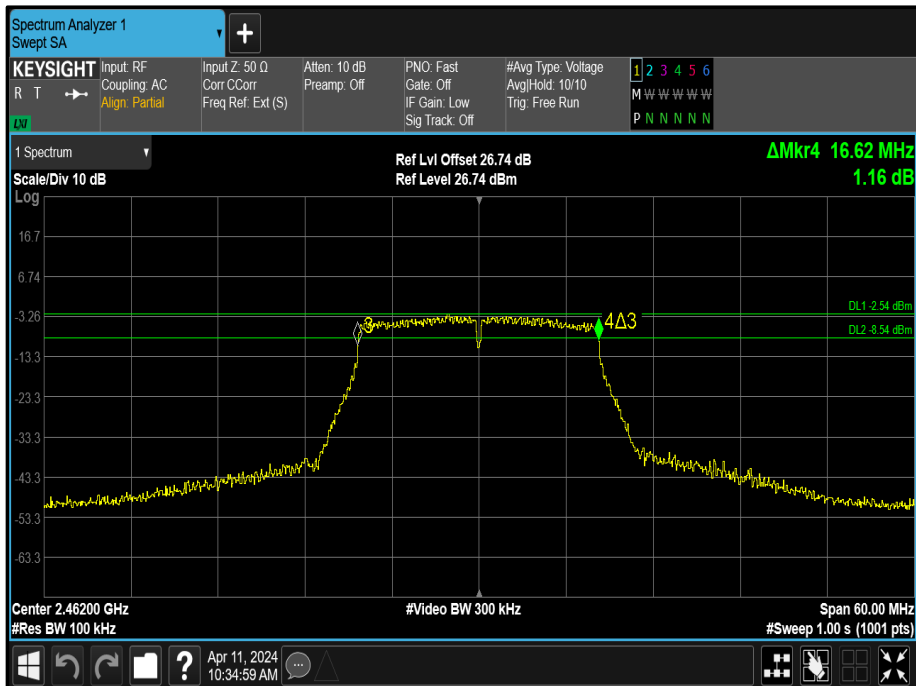 Spectrum Analyzer 1
Swept SA
KEYSIGHT
R T
LXI
Input: RF
Coupling: AC
Align: Partial
Input Z: 50 Ω
Corr CCorr
Freq Ref: Ext (S)
Atten: 10 dB
Preamp: Off
PNO: Fast
Gate: Off
IF Gain: Low
Sig Track: Off
#Avg Type: Voltage
Avg|Hold: 10/10
Trig: Free Run
1 2 3 4 5 6
M W W W W W
P N N N N N
1 Spectrum
Ref Lvl Offset 26.74 dB
ΔMkr4 16.62 MHz
Scale/Div 10 dB
Ref Level 26.74 dBm
1.16 dB
Log
16.7
6.74
DL1 -2.54 dBm
-3.26
3
4Δ3
DL2 -8.54 dBm
-13.3
-23.3
-33.3
-43.3
-53.3
-63.3
Center 2.46200 GHz
#Video BW 300 kHz
Span 60.00 MHz
#Res BW 100 kHz
#Sweep 1.00 s (1001 pts)
?
Apr 11, 2024
10:34:59 AM